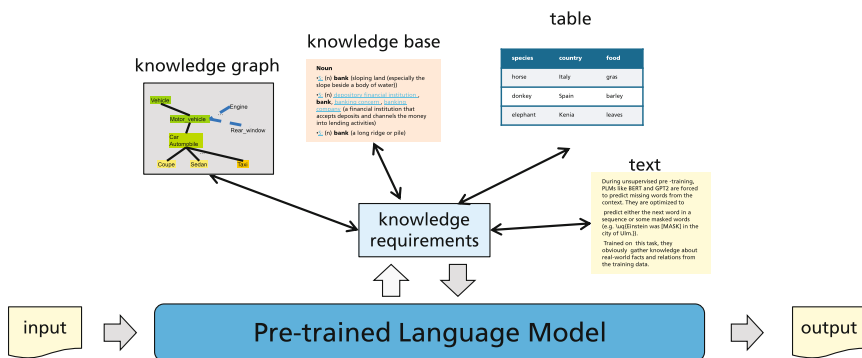 table
knowledge base
knowledge graph
species country food
horse Italy gras
donkey Spain barley
elephant Kenia leaves
Noun
•S: (n) bank (sloping land (especially the
slope beside a body of water))
•S: (n) depository financial institution ,
bank, banking concern , banking
company (a financial institution that
accepts deposits and channels the money
into lending activities)
•S: (n) bank (a long ridge or pile)
Vehicle
Engine
Motor_vehicle
Rear_window
Car
Automobile
Coupe
Sedan
Taxi
text
During unsupervised pre -training,
PLMs like BERT and GPT2 are forced
to predict missing words from the
context. They are optimized to
predict either the next word in a
sequence or some masked words
(e.g. \uq{Einstein was [MASK] in the
city of Ulm.}).
Trained on this task, they
obviously gather knowledge about
real-world facts and relations from
the training data.
knowledge
requirements
input
Pre-trained Language Model
output